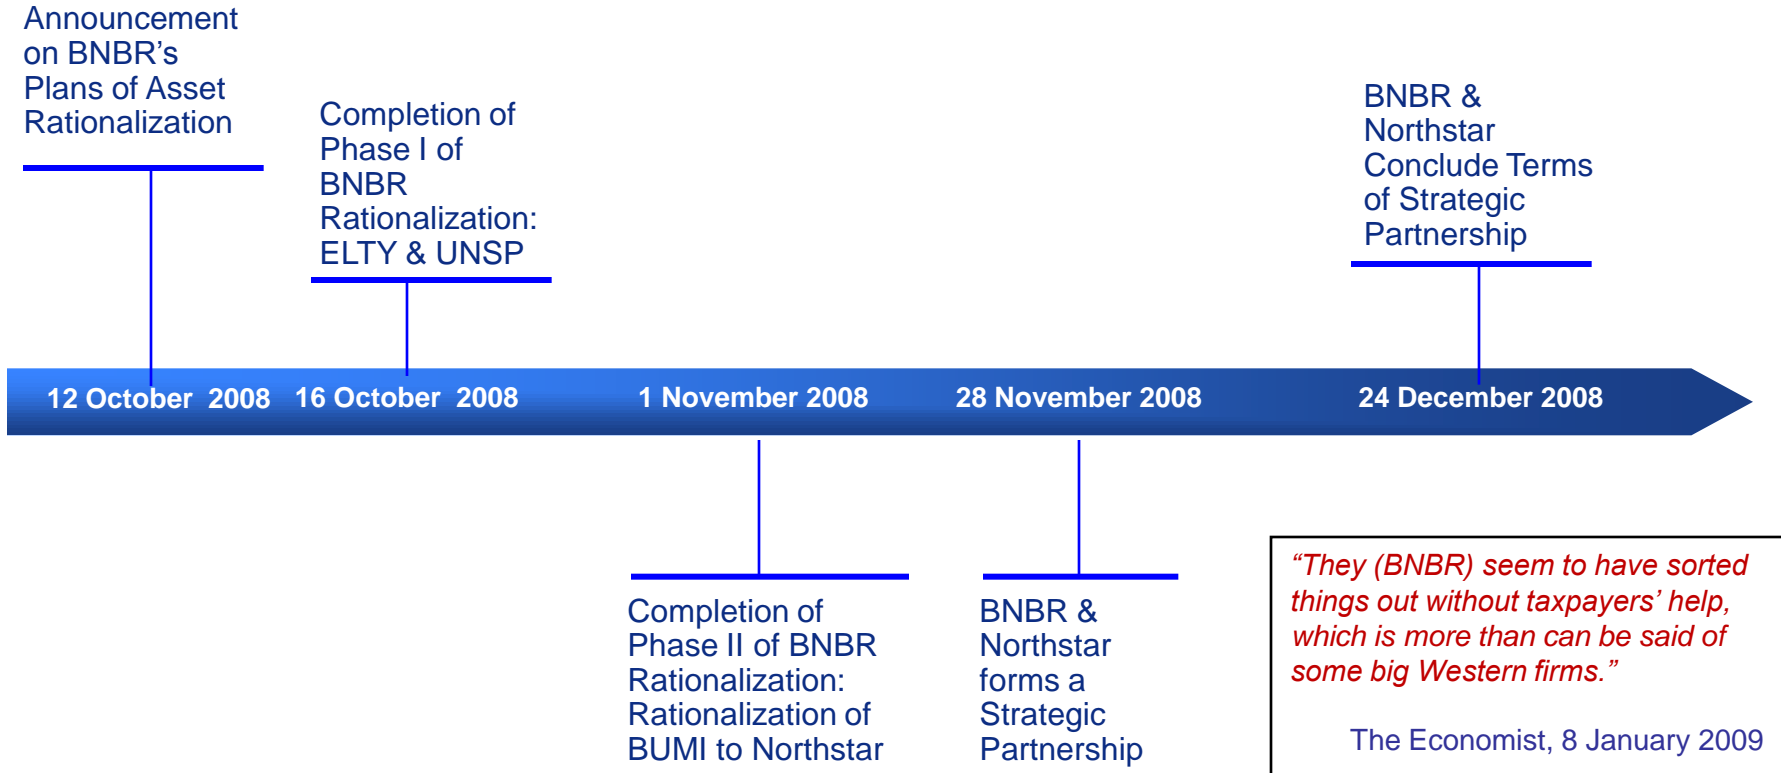 Announcement
on BNBR’s
Plans of Asset
Rationalization
Completion of
Phase I of
BNBR
Rationalization:
ELTY & UNSP
BNBR &
Northstar
Conclude Terms
of Strategic
Partnership
12 October 2008
16 October 2008
1 November 2008
28 November 2008
24 December 2008
Completion of
Phase II of BNBR
Rationalization:
Rationalization of
BUMI to Northstar
BNBR &
Northstar
forms a
Strategic
Partnership
“They (BNBR) seem to have sorted
things out without taxpayers’ help,
which is more than can be said of
some big Western firms.”
The Economist, 8 January 2009